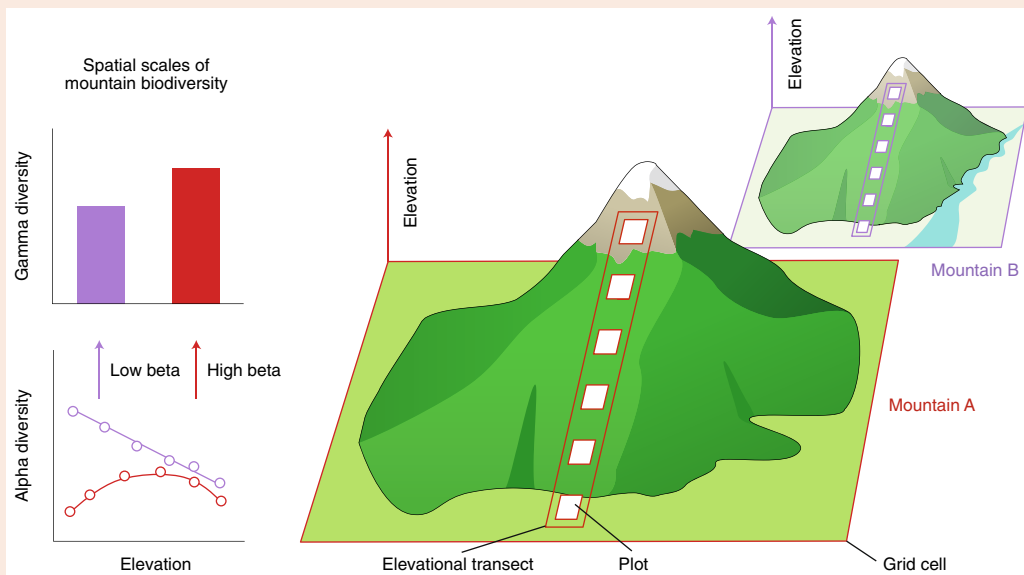 Spatial scales of
mountain biodiversity
Gamma diversity
Low beta
High beta
Alpha diversity
Elevation
Elevation
Elevation
Mountain B
Mountain A
Elevational transect
Plot
Grid cell